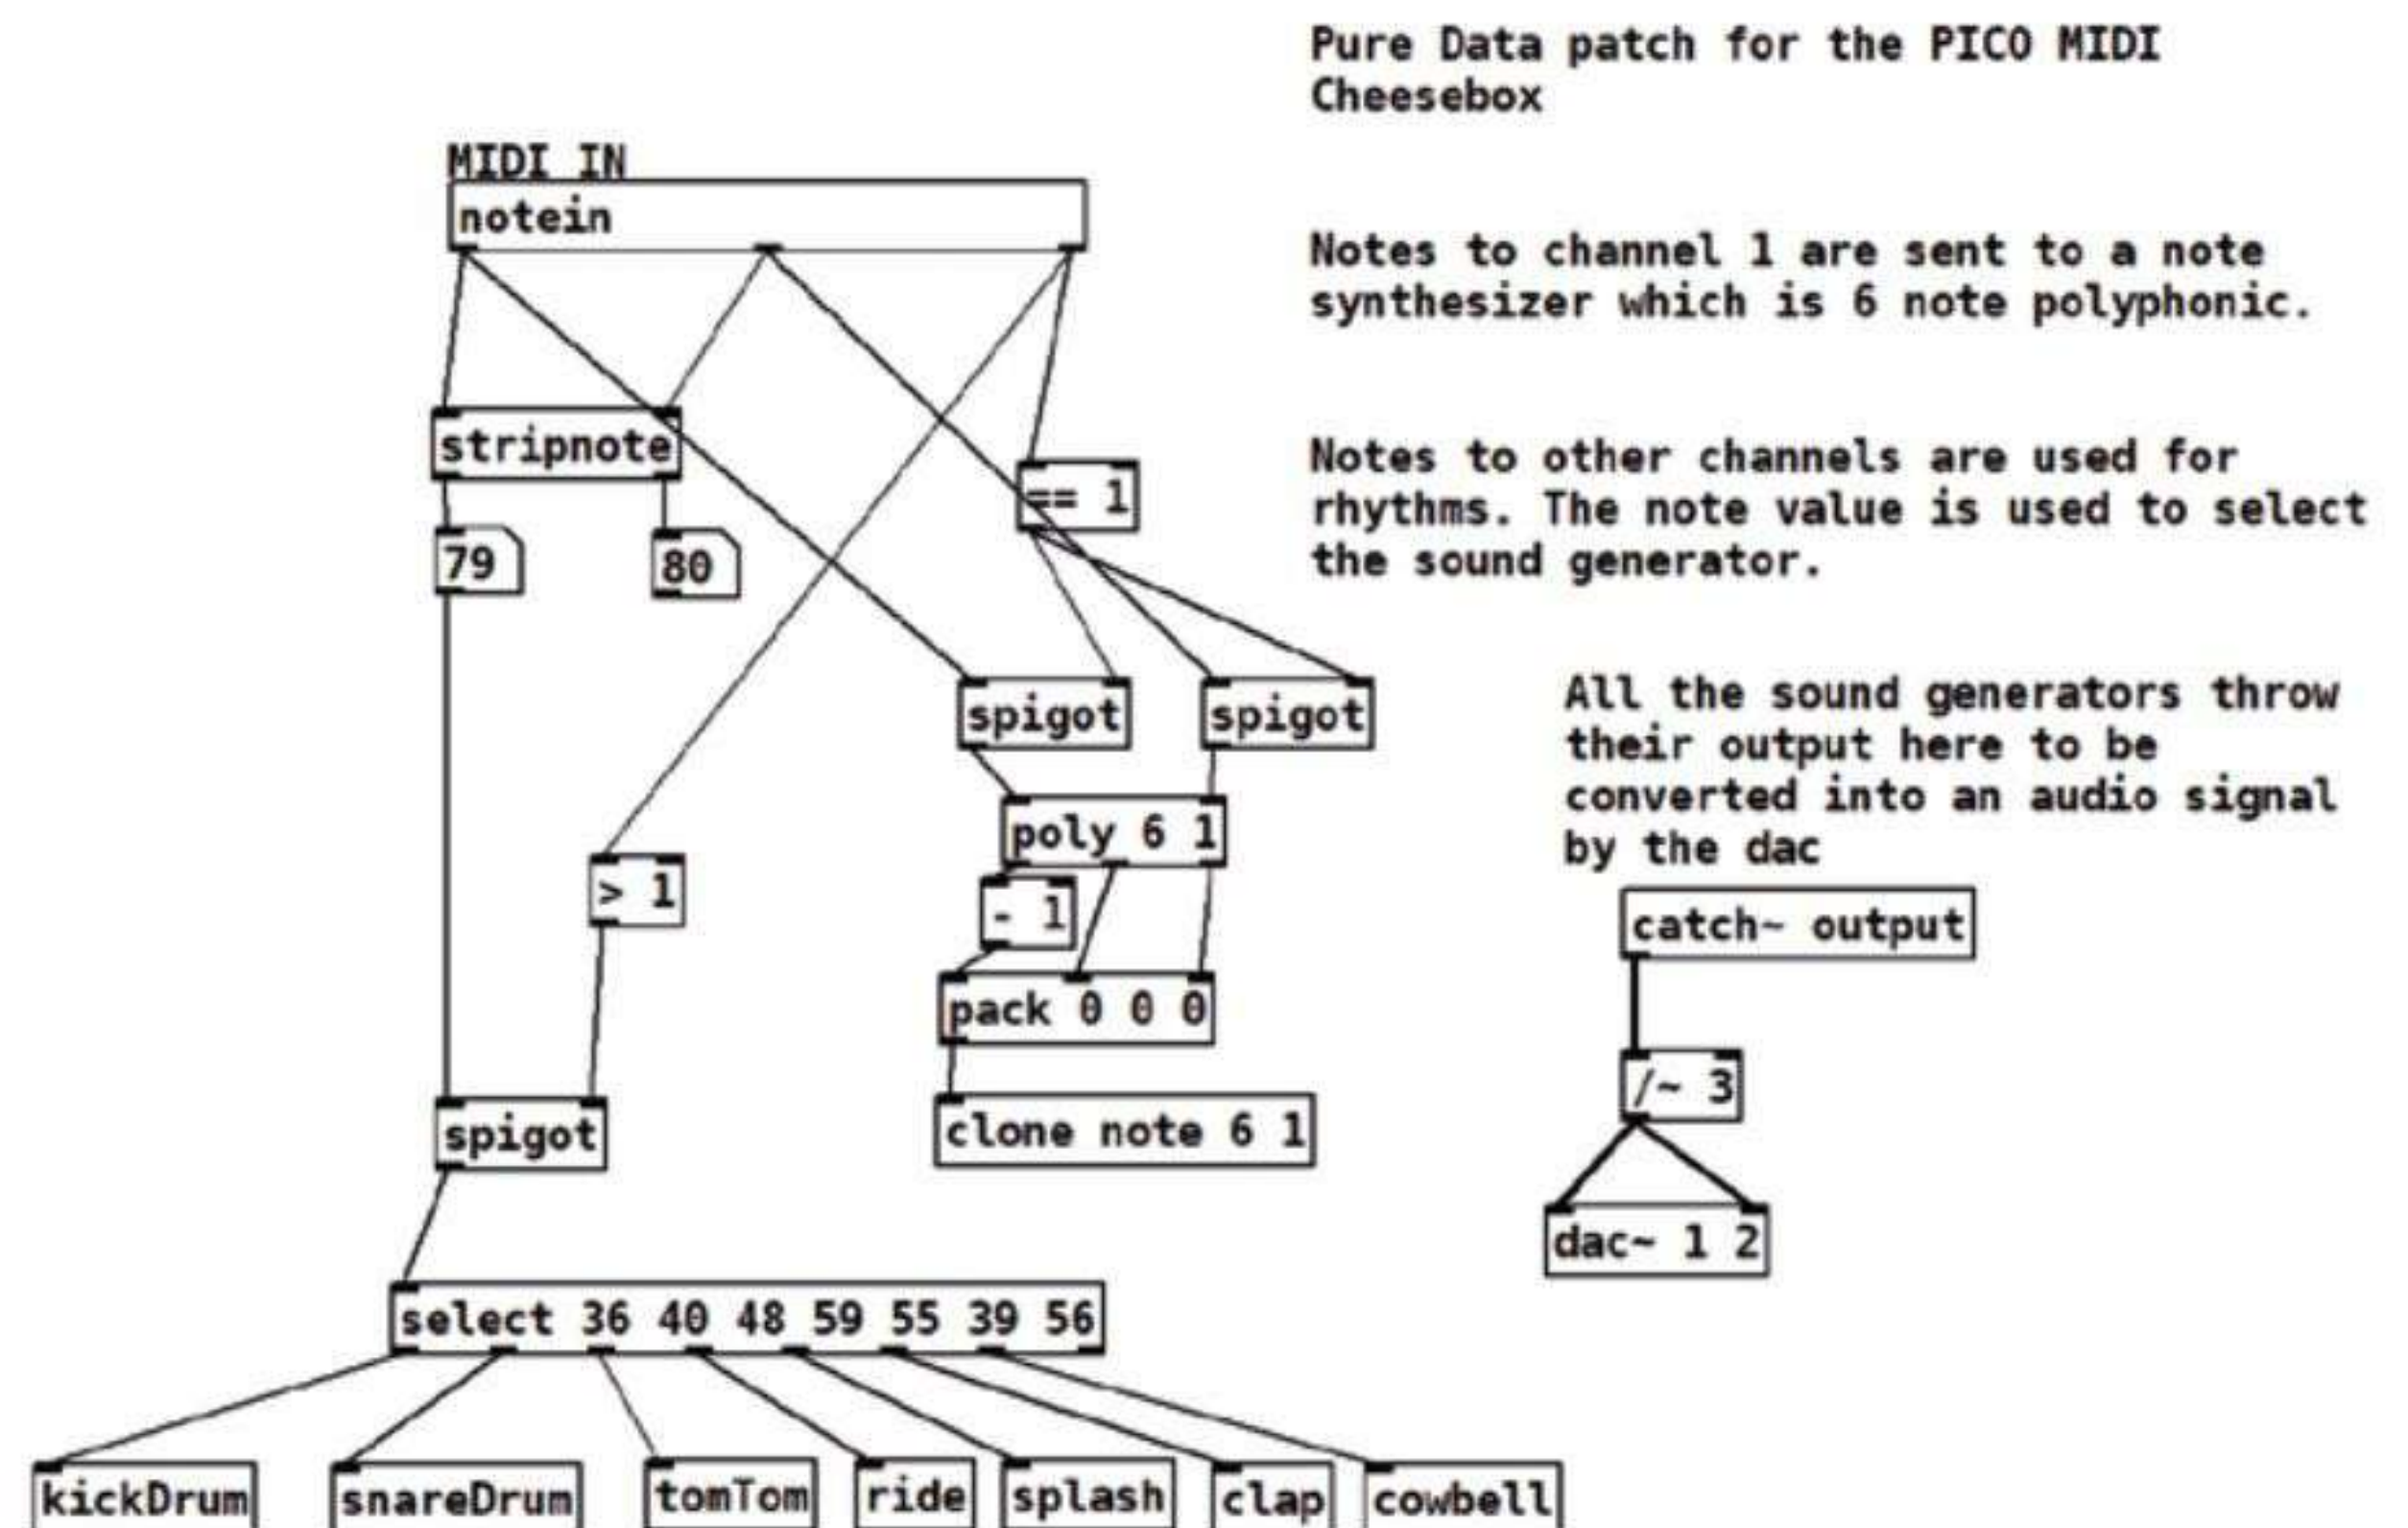 Pure Data patch for the PICO MIDI
Cheesebox
MIDI IN
notein
Notes to channel 1 are sent to a note
synthesizer which is 6 note polyphonic.
stripnote
== 1
Notes to other channels are used for
rhythms. The note value is used to select
the sound generator.
79
80
spigot
spigot
All the sound generators throw
their output here to be
converted into an audio signal
by the dac
poly 6 1
> 1
- 1
catch~ output
pack 0 0 0
/~ 3
clone note 6 1
spigot
dac~ 1 2
select 36 40 48 59 55 39 56
kickDrum
snareDrum
tomTom
ride
splash
clap
cowbell